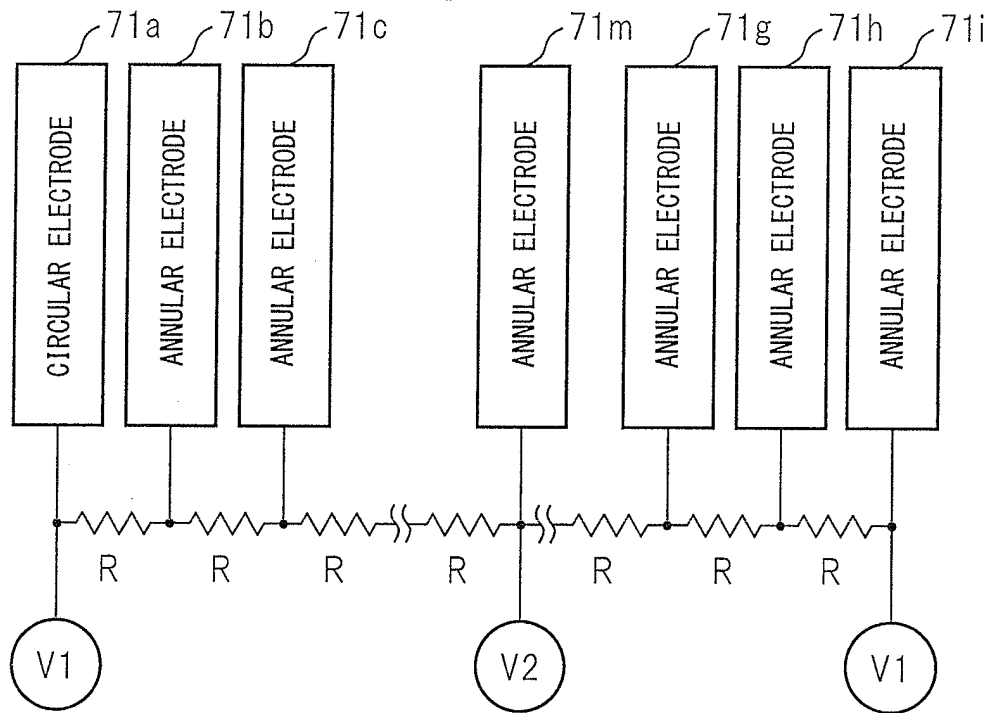 71a 71b 71c 71m 71g 71h 71i
CIRCULAR ELECTRODE
ANNULAR ELECTRODE
ANNULAR ELECTRODE
ANNULAR ELECTRODE
ANNULAR ELECTRODE
ANNULAR ELECTRODE
ANNULAR ELECTRODE
R R R R R R R
V1 V2 V1